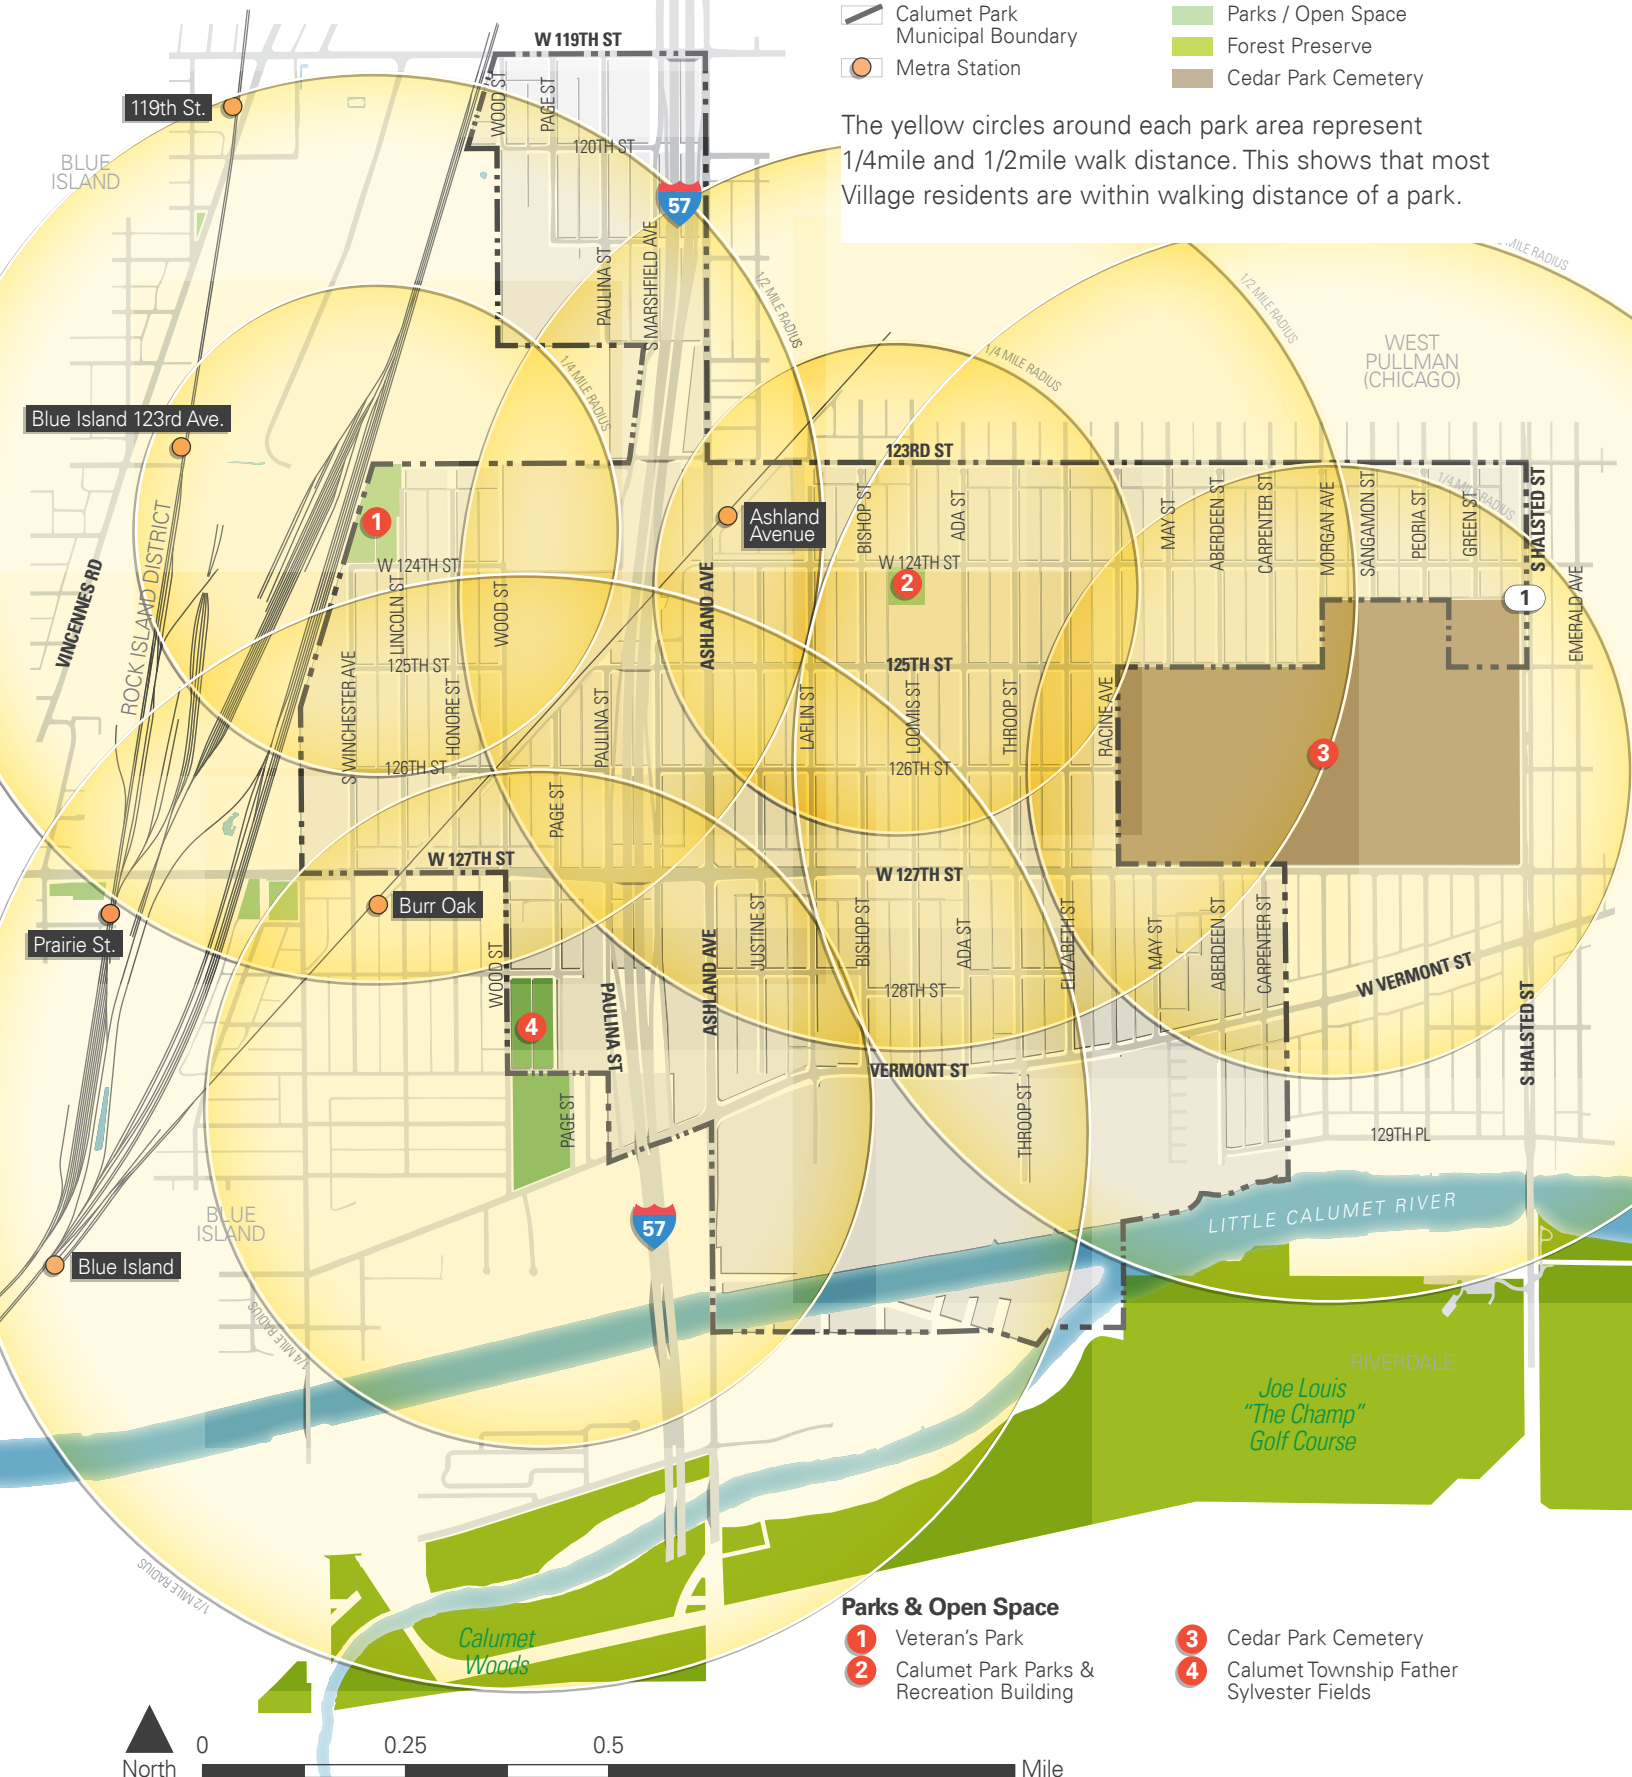 Calumet Park
Municipal Boundary
Metra Station
Parks / Open Space
Forest Preserve
Cedar Park Cemetery
The yellow circles around each park area represent
1/4mile and 1/2mile walk distance. This shows that most
Village residents are within walking distance of a park.
W 119TH ST
119th St.
WOOD ST
PAGE ST
120TH ST
BLUE
ISLAND
57
PAULINA ST
S MARSHFIELD AVE
1/2 MILE RADIUS
1/2 MILE RADIUS
MILE RADIUS
WEST
PULLMAN
(CHICAGO)
1/4 MILE RADIUS
1/4 MILE RADIUS
Blue Island 123rd Ave.
123RD ST
1/4 MILE RADIUS
S HALSTED ST
1
Ashland
Avenue
BISHOP ST
ADA ST
MAY ST
ABERDEEN ST
CARPENTER ST
MORGAN AVE
SANGAMON ST
PEORIA ST
GREEN ST
ROCK ISLAND DISTRICT
VINCENNES RD
W 124TH ST
W 124TH ST
2
LINCOLN ST
WOOD ST
ASHLAND AVE
1
EMERALD AVE
125TH ST
125TH ST
S WINCHESTER AVE
HONORE ST
PAULINA ST
LAFLIN ST
LOOMIS ST
THROOP ST
RACINE AVE
3
126TH ST
126TH ST
PAGE ST
W 127TH ST
W 127TH ST
Burr Oak
Prairie St.
WOOD ST
JUSTINE ST
BISHOP ST
ADA ST
ELIZABETH ST
MAY ST
ABERDEEN ST
CARPENTER ST
ASHLAND AVE
W VERMONT ST
128TH ST
PAULINA ST
4
S HALSTED ST
VERMONT ST
PAGE ST
THROOP ST
129TH PL
LITTLE CALUMET RIVER
BLUE
ISLAND
57
Blue Island
1/4 MILE RADIUS
RIVERDALE
Joe Louis
“The Champ”
Golf Course
1/2 MILE RADIUS
Calumet
Woods
Parks & Open Space
1 Veteran’s Park
2 Calumet Park Parks &
Recreation Building
3 Cedar Park Cemetery
4 Calumet Township Father
Sylvester Fields
North
0 0.25 0.5
Mile